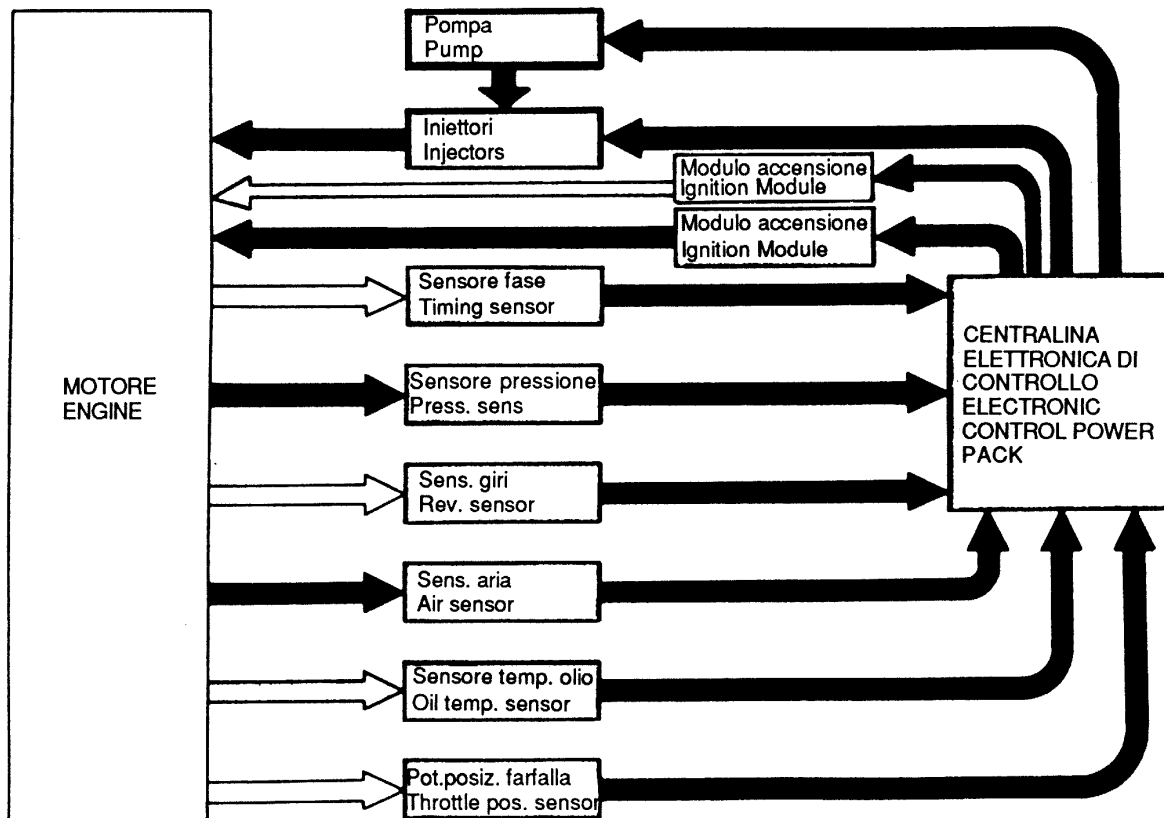 Pompa
Pump
Iniettori
Injectors
Modulo accensione
Ignition Module
Modulo accensione
Ignition Module
Sensore fase
Timing sensor
MOTORE
ENGINE
Sensore pressione
Press. sens
CENTRALINA
ELETTRONICA DI
CONTROLLO
ELECTRONIC
CONTROL POWER
PACK
Sens. giri
Rev. sensor
Sens. aria
Air sensor
Sensore temp. olio
Oil temp. sensor
Pot.posiz. farfalla
Throttle pos. sensor